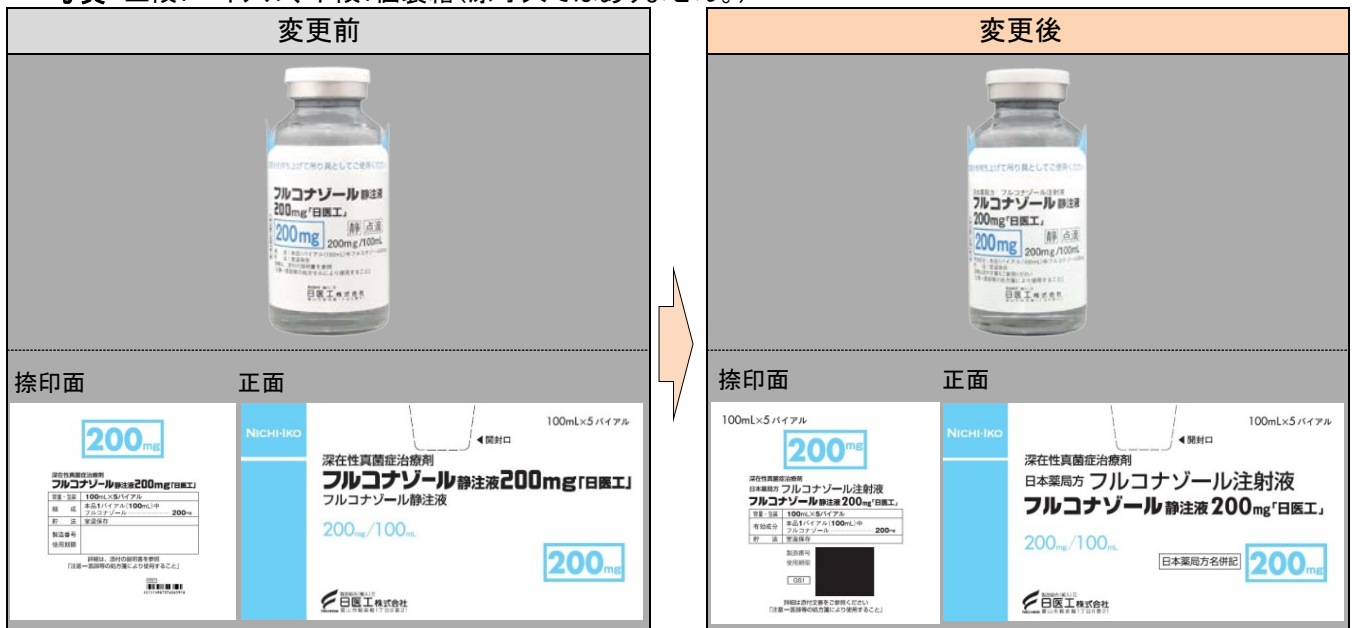 変更前
変更後
フルコナゾール静注液
200mg「日医工」
200mg
静 点滴
200mg/100mL
日医工株式会社
日本薬局方 フルコナゾール注射液
フルコナゾール静注液
200mg「日医工」
200mg
静 点滴
200mg/100mL
日医工株式会社
捺印面
正面
捺印面
正面
200mg
深在性真菌症治療剤
フルコナゾール静注液200mg「日医工」
容量・包装 100mL×5バイアル
組 成 本品1バイアル(100mL)中
フルコナゾール 200mg
貯 法 室温保存
製造番号
使用期限
詳細は、添付の説明書を参照
「注意-医師等の処方箋により使用すること」
NICHI-IKO
100mL×5バイアル
◀開封口
深在性真菌症治療剤
フルコナゾール静注液200mg「日医工」
フルコナゾール静注液
200mg/100mL
200mg
日医工株式会社
100mL×5バイアル
200mg
深在性真菌症治療剤
日本薬局方 フルコナゾール注射液
フルコナゾール静注液200mg「日医工」
容量・包装 100mL×5バイアル
有効成分 本品1バイアル(100mL)中
フルコナゾール 200mg
貯 法 室温保存
製造番号
使用期限
GS1
詳細は添付文書をご参照ください
「注意-医師等の処方箋により使用すること」
NICHI-IKO
100mL×5バイアル
◀開封口
深在性真菌症治療剤
日本薬局方 フルコナゾール注射液
フルコナゾール静注液200mg「日医工」
200mg/100mL
日本薬局方名併記
200mg
日医工株式会社